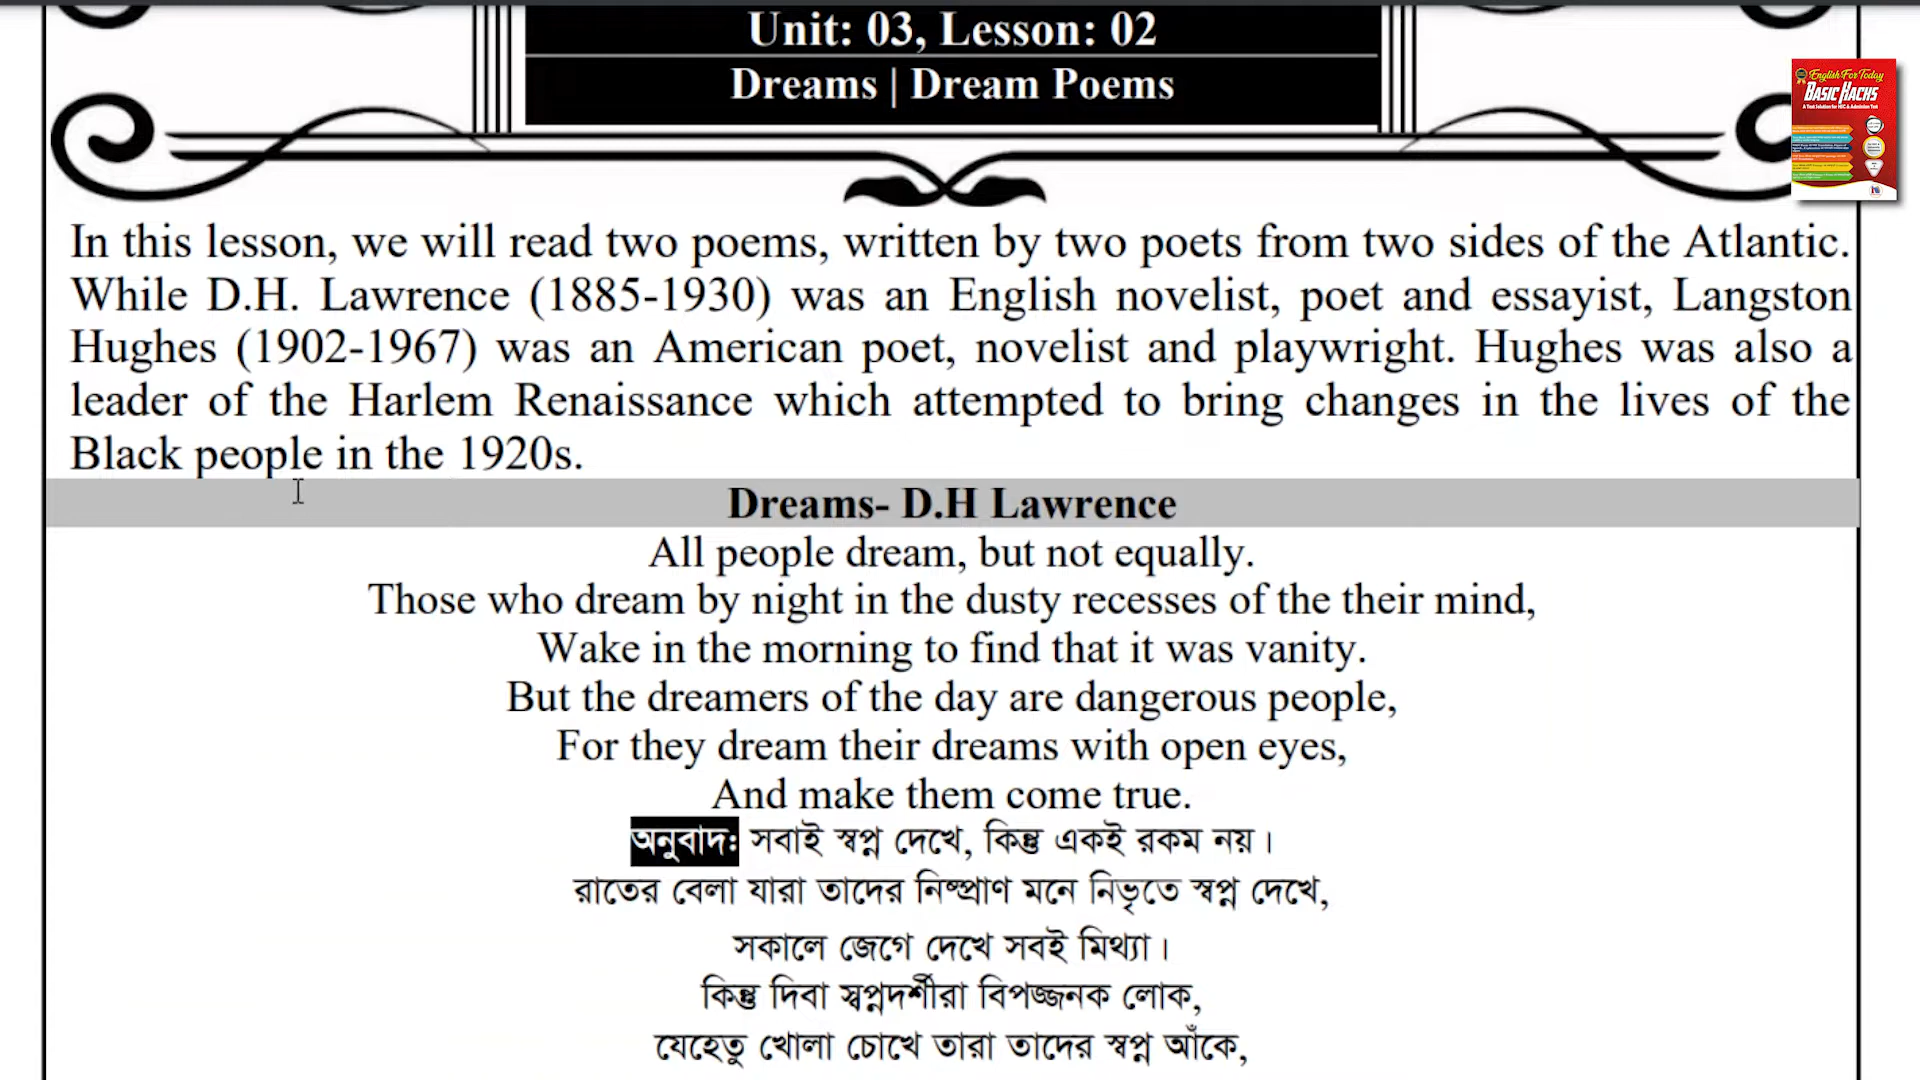 Unit: 03, Lesson: 02
Dreams | Dream Poems
English For Today
BASIC HACKS
In this lesson, we will read two poems, written by two poets from two sides of the Atlantic.
While D.H. Lawrence (1885-1930) was an English novelist, poet and essayist, Langston
Hughes (1902-1967) was an American poet, novelist and playwright. Hughes was also a
leader of the Harlem Renaissance which attempted to bring changes in the lives of the
Black people in the 1920s.
Dreams- D.H Lawrence
All people dream, but not equally.
Those who dream by night in the dusty recesses of the their mind,
Wake in the morning to find that it was vanity.
But the dreamers of the day are dangerous people,
For they dream their dreams with open eyes,
And make them come true.
অনুবাদ: সবাই স্বপ্ন দেখে, কিন্তু একই রকম নয়।
রাতের বেলা যারা তাদের নিষ্প্রাণ মনে নিভৃতে স্বপ্ন দেখে,
সকালে জেগে দেখে সবই মিথ্যা।
কিন্তু দিবা স্বপ্নদর্শীরা বিপজ্জনক লোক,
যেহেতু খোলা চোখে তারা তাদের স্বপ্ন আঁকে,